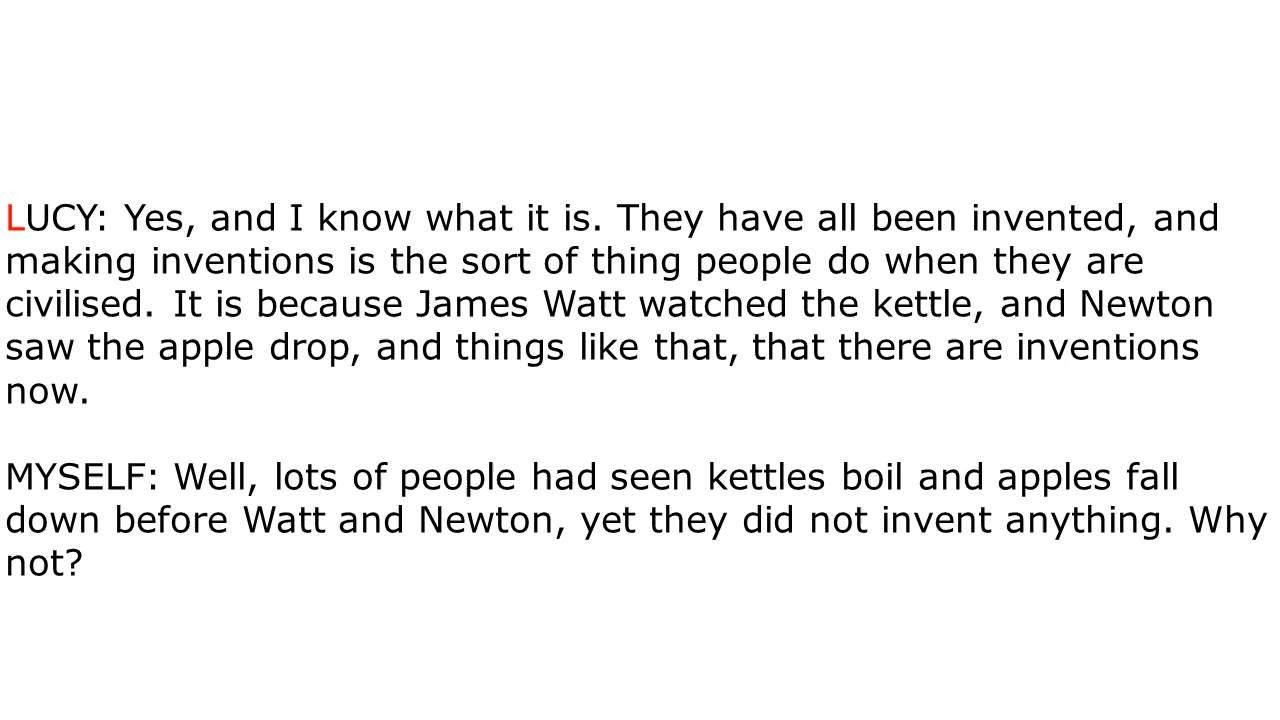 LUCY: Yes, and I know what it is. They have all been invented, and
making inventions is the sort of thing people do when they are
civilised. It is because James Watt watched the kettle, and Newton
saw the apple drop, and things like that, that there are inventions
now.
MYSELF: Well, lots of people had seen kettles boil and apples fall
down before Watt and Newton, yet they did not invent anything. Why
not?